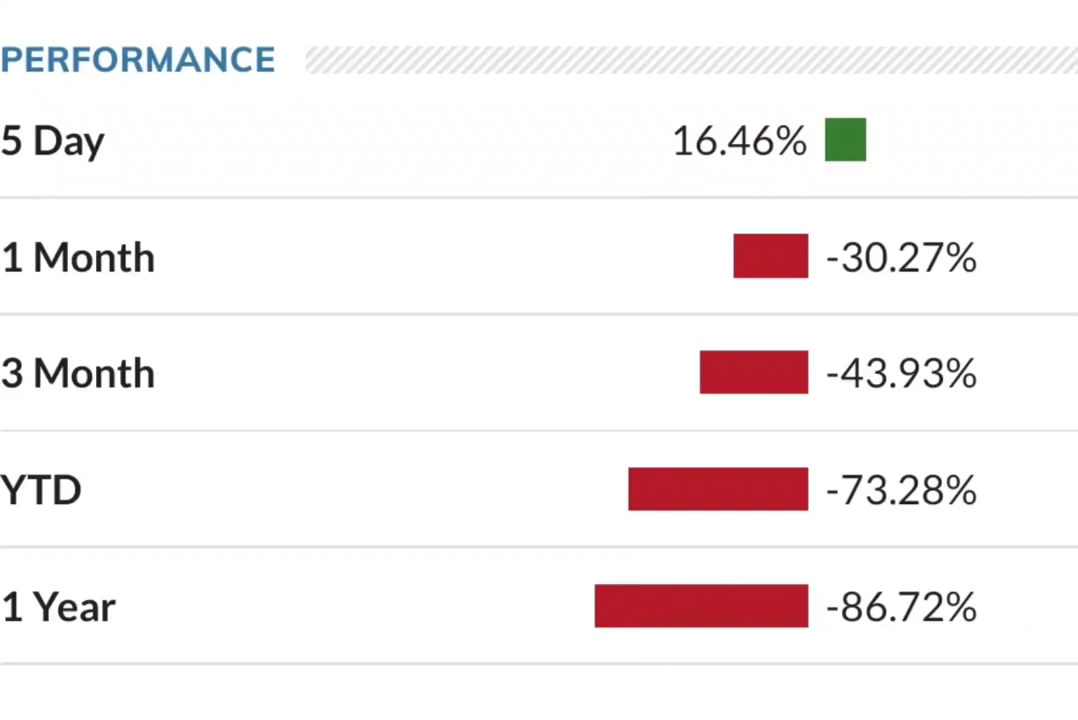 PERFORMANCE
5 Day 16.46%
1 Month -30.27%
3 Month -43.93%
YTD -73.28%
1 Year -86.72%